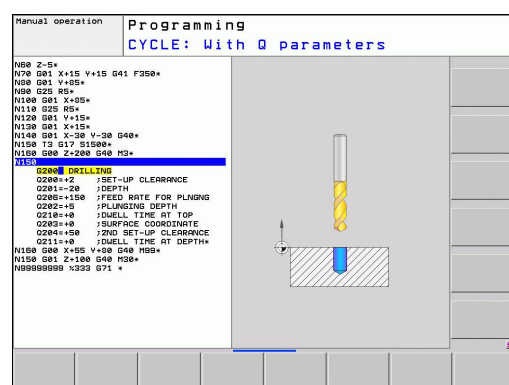 Manual operation
Programming
CYCLE: With Q parameters
N60 Z-5*
N70 G01 X+15 Y+15 G41 F350*
N80 G01 Y+85*
N90 G25 R5*
N100 G01 X+85*
N110 G25 R5*
N120 G01 Y+15*
N130 G01 X+15*
N140 G01 X-30 Y-30 G40*
N150 T3 G17 S1500*
N160 G00 Z+200 G40 M3*
N150
G200 DRILLING
Q200=+2 ;SET-UP CLEARANCE
Q201=-20 ;DEPTH
Q206=+150 ;FEED RATE FOR PLNGNG
Q202=+5 ;PLUNGING DEPTH
Q210=+0 ;DWELL TIME AT TOP
Q203=+0 ;SURFACE COORDINATE
Q204=+50 ;2ND SET-UP CLEARANCE
Q211=+0 ;DWELL TIME AT DEPTH*
N160 G00 X+55 Y+80 G40 M99*
N150 G01 Z+100 G40 M30*
N99999999 %333 G71 *